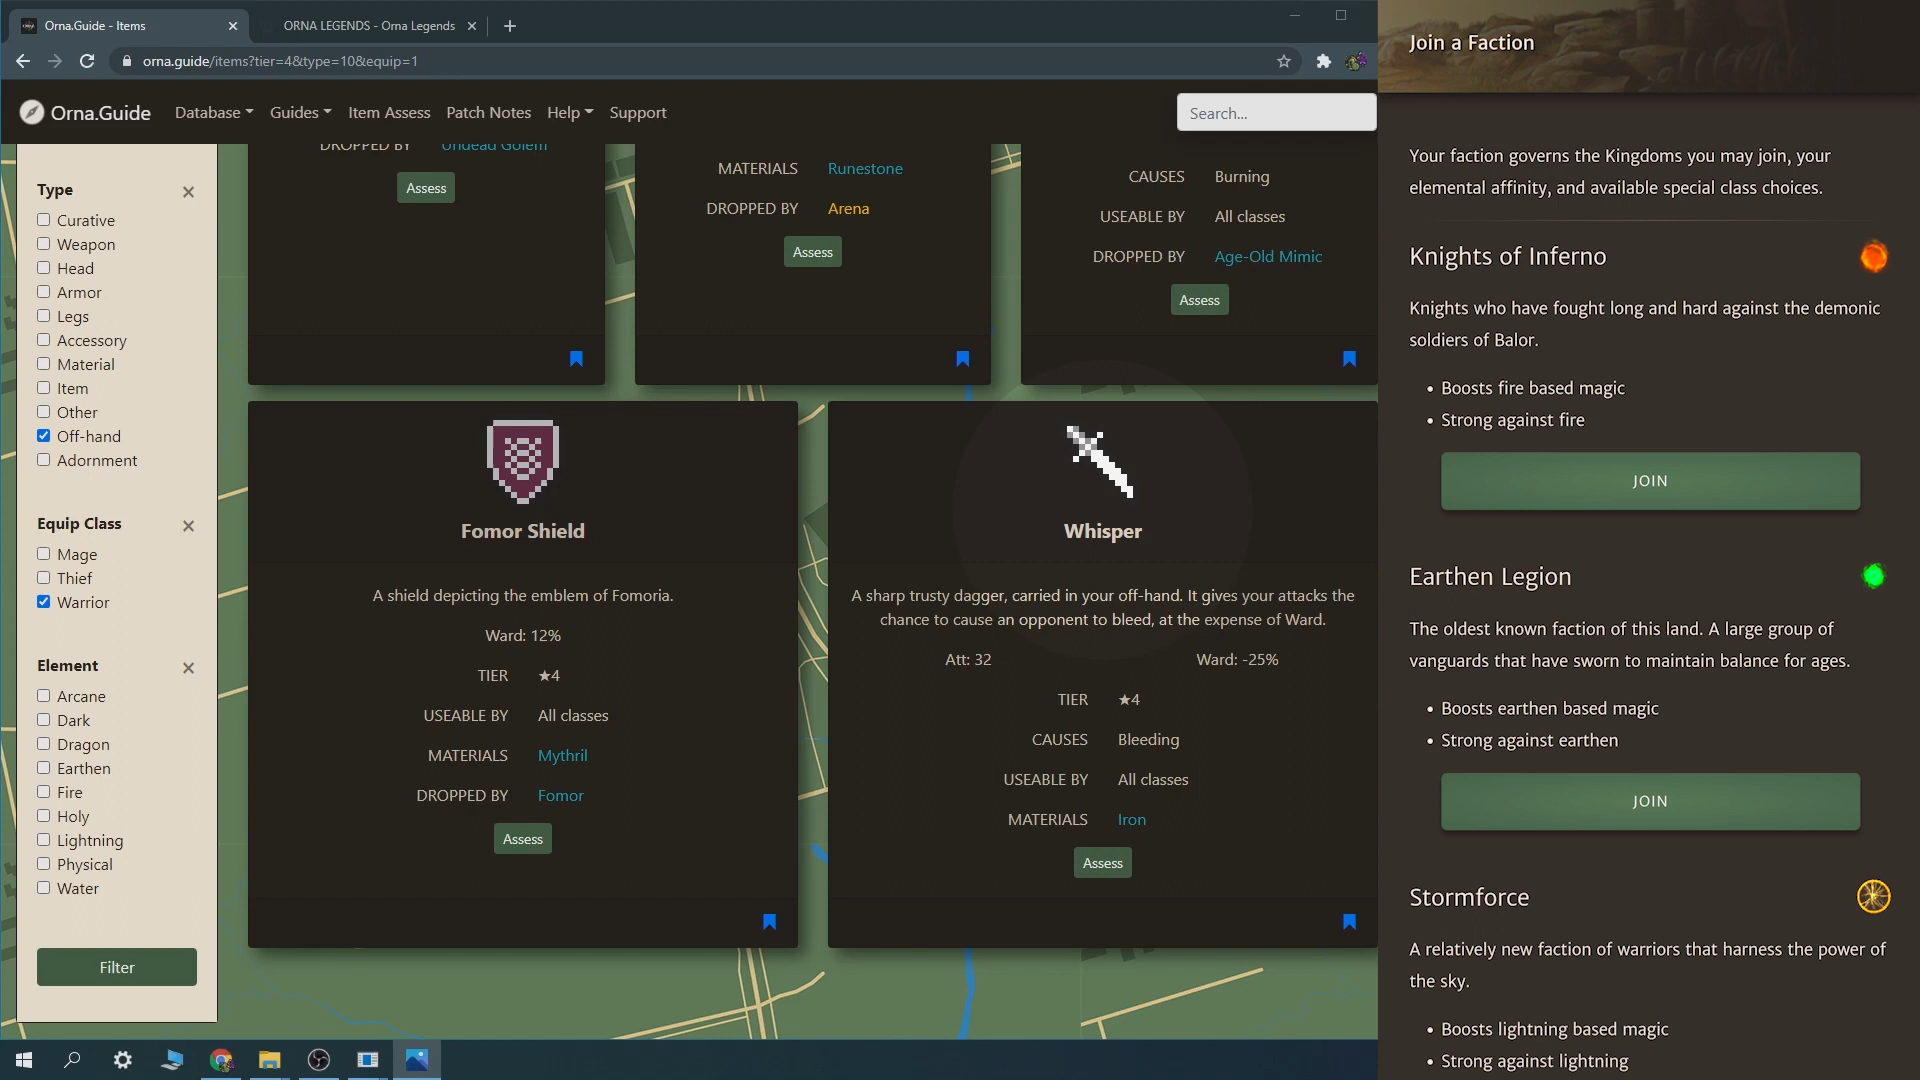 Orna.Guide - Items
ORNA LEGENDS - Orna Legends
orna.guide/items?tier=4&type=10&equip=1
Orna.Guide
Database
Guides
Item Assess
Patch Notes
Help
Support
Search...
Type
Curative
Weapon
Head
Armor
Legs
Accessory
Material
Item
Other
Off-hand
Adornment
Equip Class
Mage
Thief
Warrior
Element
Arcane
Dark
Dragon
Earthen
Fire
Holy
Lightning
Physical
Water
Filter
DROPPED BY Undead Golem
Assess
MATERIALS Runestone
DROPPED BY Arena
Assess
CAUSES Burning
USEABLE BY All classes
DROPPED BY Age-Old Mimic
Assess
Fomor Shield
A shield depicting the emblem of Fomoria.
Ward: 12%
TIER ★4
USEABLE BY All classes
MATERIALS Mythril
DROPPED BY Fomor
Assess
Whisper
A sharp trusty dagger, carried in your off-hand. It gives your attacks the
chance to cause an opponent to bleed, at the expense of Ward.
Att: 32 Ward: -25%
TIER ★4
CAUSES Bleeding
USEABLE BY All classes
MATERIALS Iron
Assess
Join a Faction
Your faction governs the Kingdoms you may join, your
elemental affinity, and available special class choices.
Knights of Inferno
Knights who have fought long and hard against the demonic
soldiers of Balor.
• Boosts fire based magic
• Strong against fire
JOIN
Earthen Legion
The oldest known faction of this land. A large group of
vanguards that have sworn to maintain balance for ages.
• Boosts earthen based magic
• Strong against earthen
JOIN
Stormforce
A relatively new faction of warriors that harness the power of
the sky.
• Boosts lightning based magic
• Strong against lightning